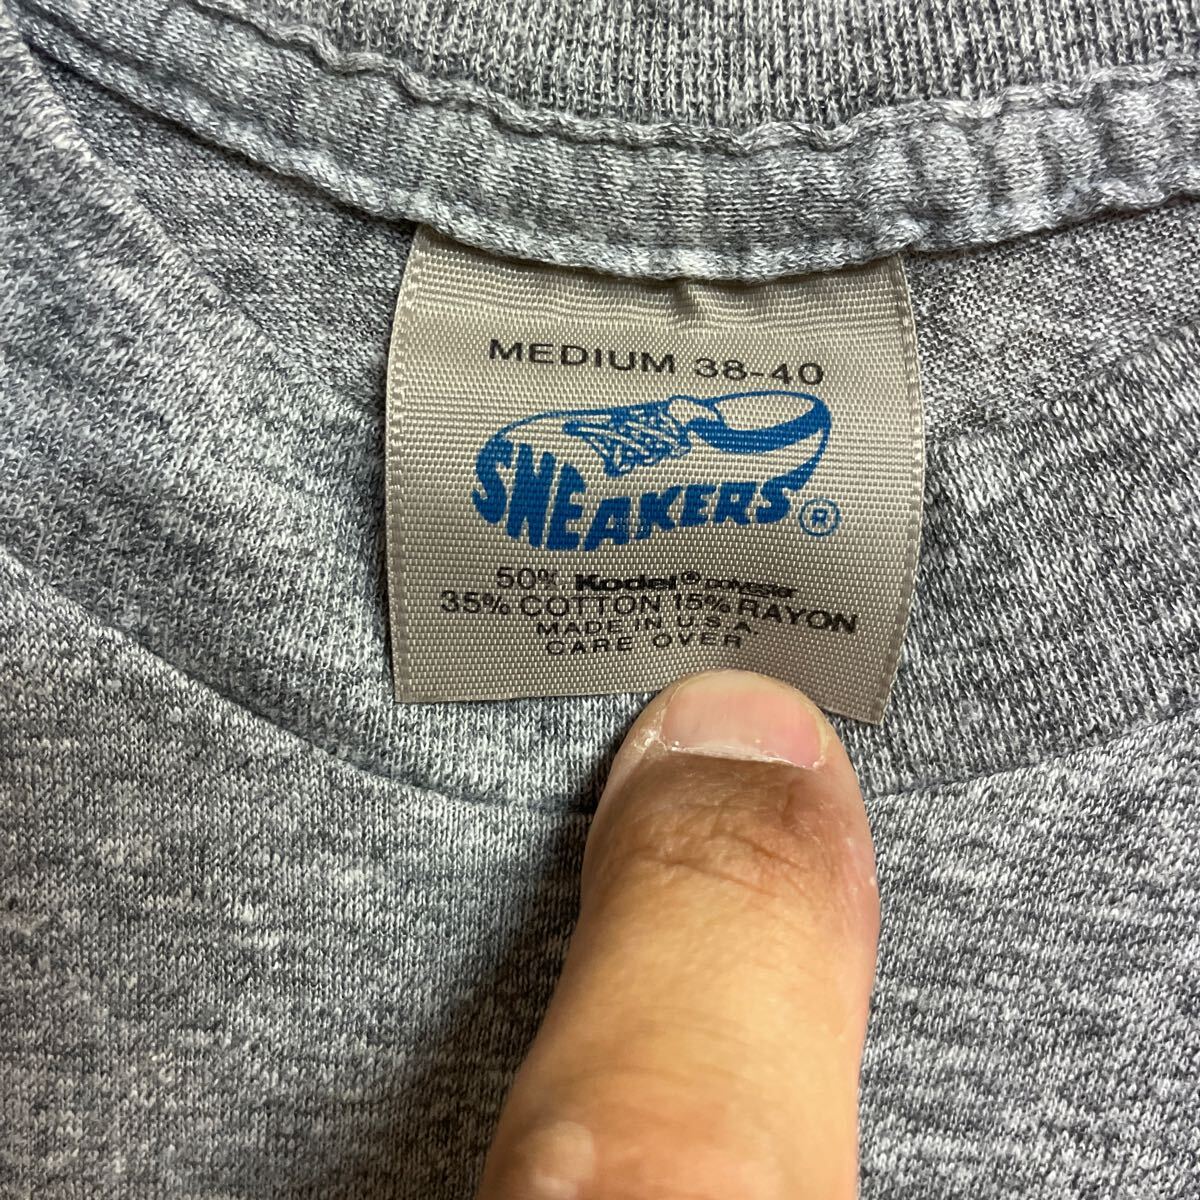 MEDIUM 38-40
SNEAKERS ®
50% Kodel® polyester
35% COTTON 15% RAYON
MADE IN U.S.A.
CARE OVER